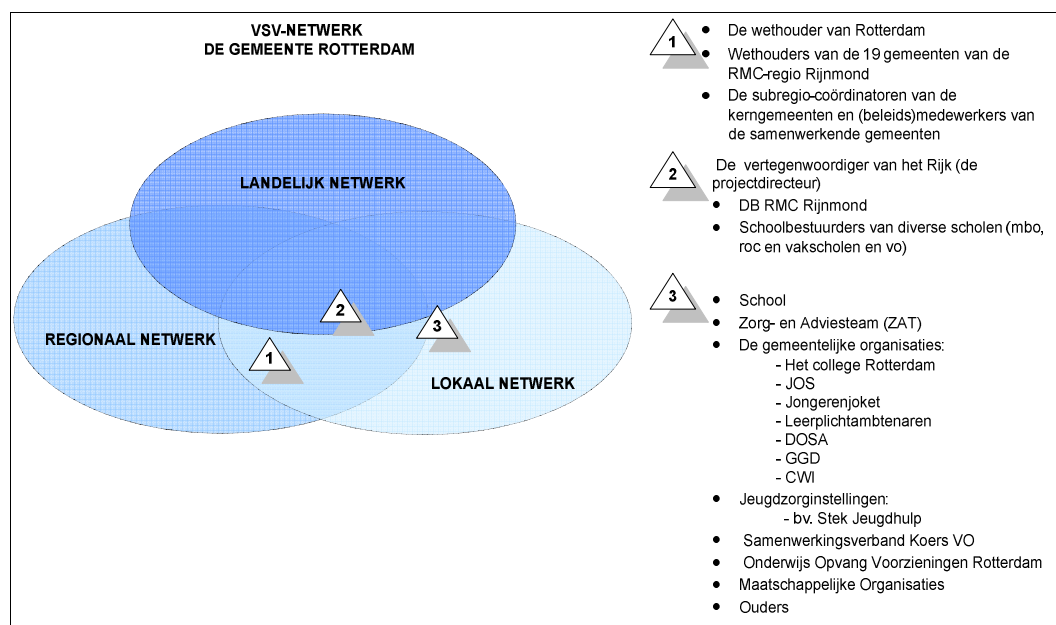 VSV-NETWERK
DE GEMEENTE ROTTERDAM
LANDELIJK NETWERK
REGIONAAL NETWERK
LOKAAL NETWERK
2
3
1
1
• De wethouder van Rotterdam
• Wethouders van de 19 gemeenten van de
RMC-regio Rijnmond
• De subregio-coördinatoren van de
kerngemeenten en (beleids)medewerkers van
de samenwerkende gemeenten
2
De vertegenwoordiger van het Rijk (de
projectdirecteur)
• DB RMC Rijnmond
• Schoolbestuurders van diverse scholen (mbo,
roc en vakscholen en vo)
3
• School
• Zorg- en Adviesteam (ZAT)
• De gemeentelijke organisaties:
- Het college Rotterdam
- JOS
- Jongerenjoket
- Leerplichtambtenaren
- DOSA
- GGD
- CWI
• Jeugdzorginstellingen:
- bv. Stek Jeugdhulp
• Samenwerkingsverband Koers VO
• Onderwijs Opvang Voorzieningen Rotterdam
• Maatschappelijke Organisaties
• Ouders